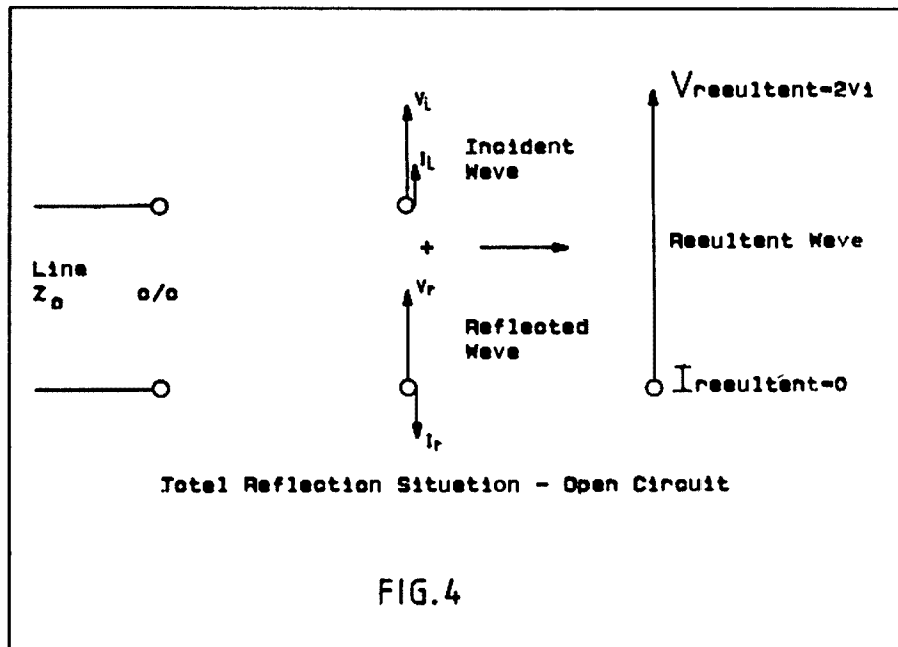 Vi
Vresultent=2Vi
Ii
Incident
Wave
+
Line
Zo
o/c
Resultent Wave
Vr
Reflected
Wave
Iresultent=0
Ir
Total Reflection Situation - Open Circuit
FIG.4